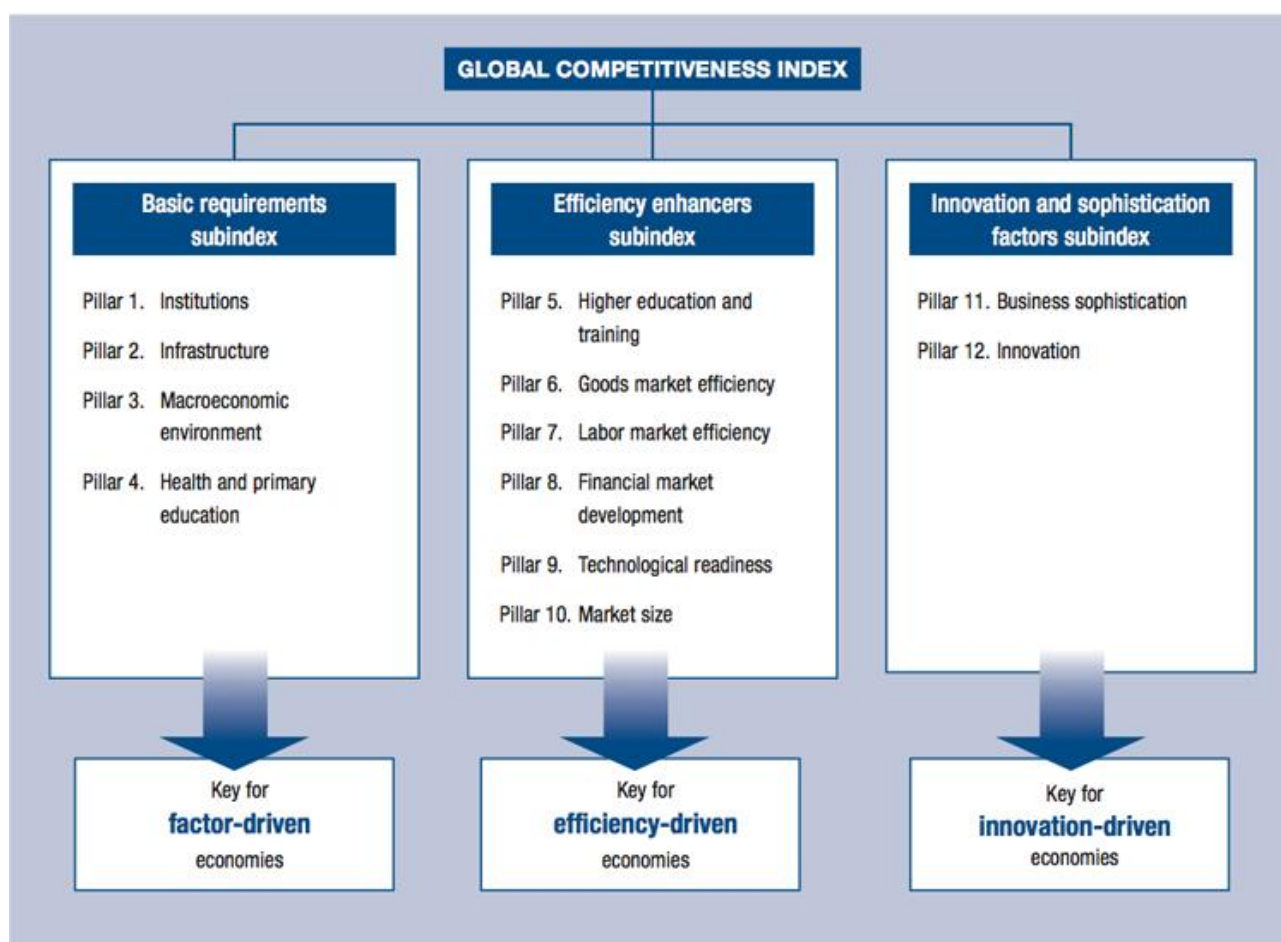 GLOBAL COMPETITIVENESS INDEX
Basic requirements
subindex
Pillar 1. Institutions
Pillar 2. Infrastructure
Pillar 3. Macroeconomic
environment
Pillar 4. Health and primary
education
Key for
factor-driven
economies
Efficiency enhancers
subindex
Pillar 5. Higher education and
training
Pillar 6. Goods market efficiency
Pillar 7. Labor market efficiency
Pillar 8. Financial market
development
Pillar 9. Technological readiness
Pillar 10. Market size
Key for
efficiency-driven
economies
Innovation and sophistication
factors subindex
Pillar 11. Business sophistication
Pillar 12. Innovation
Key for
innovation-driven
economies